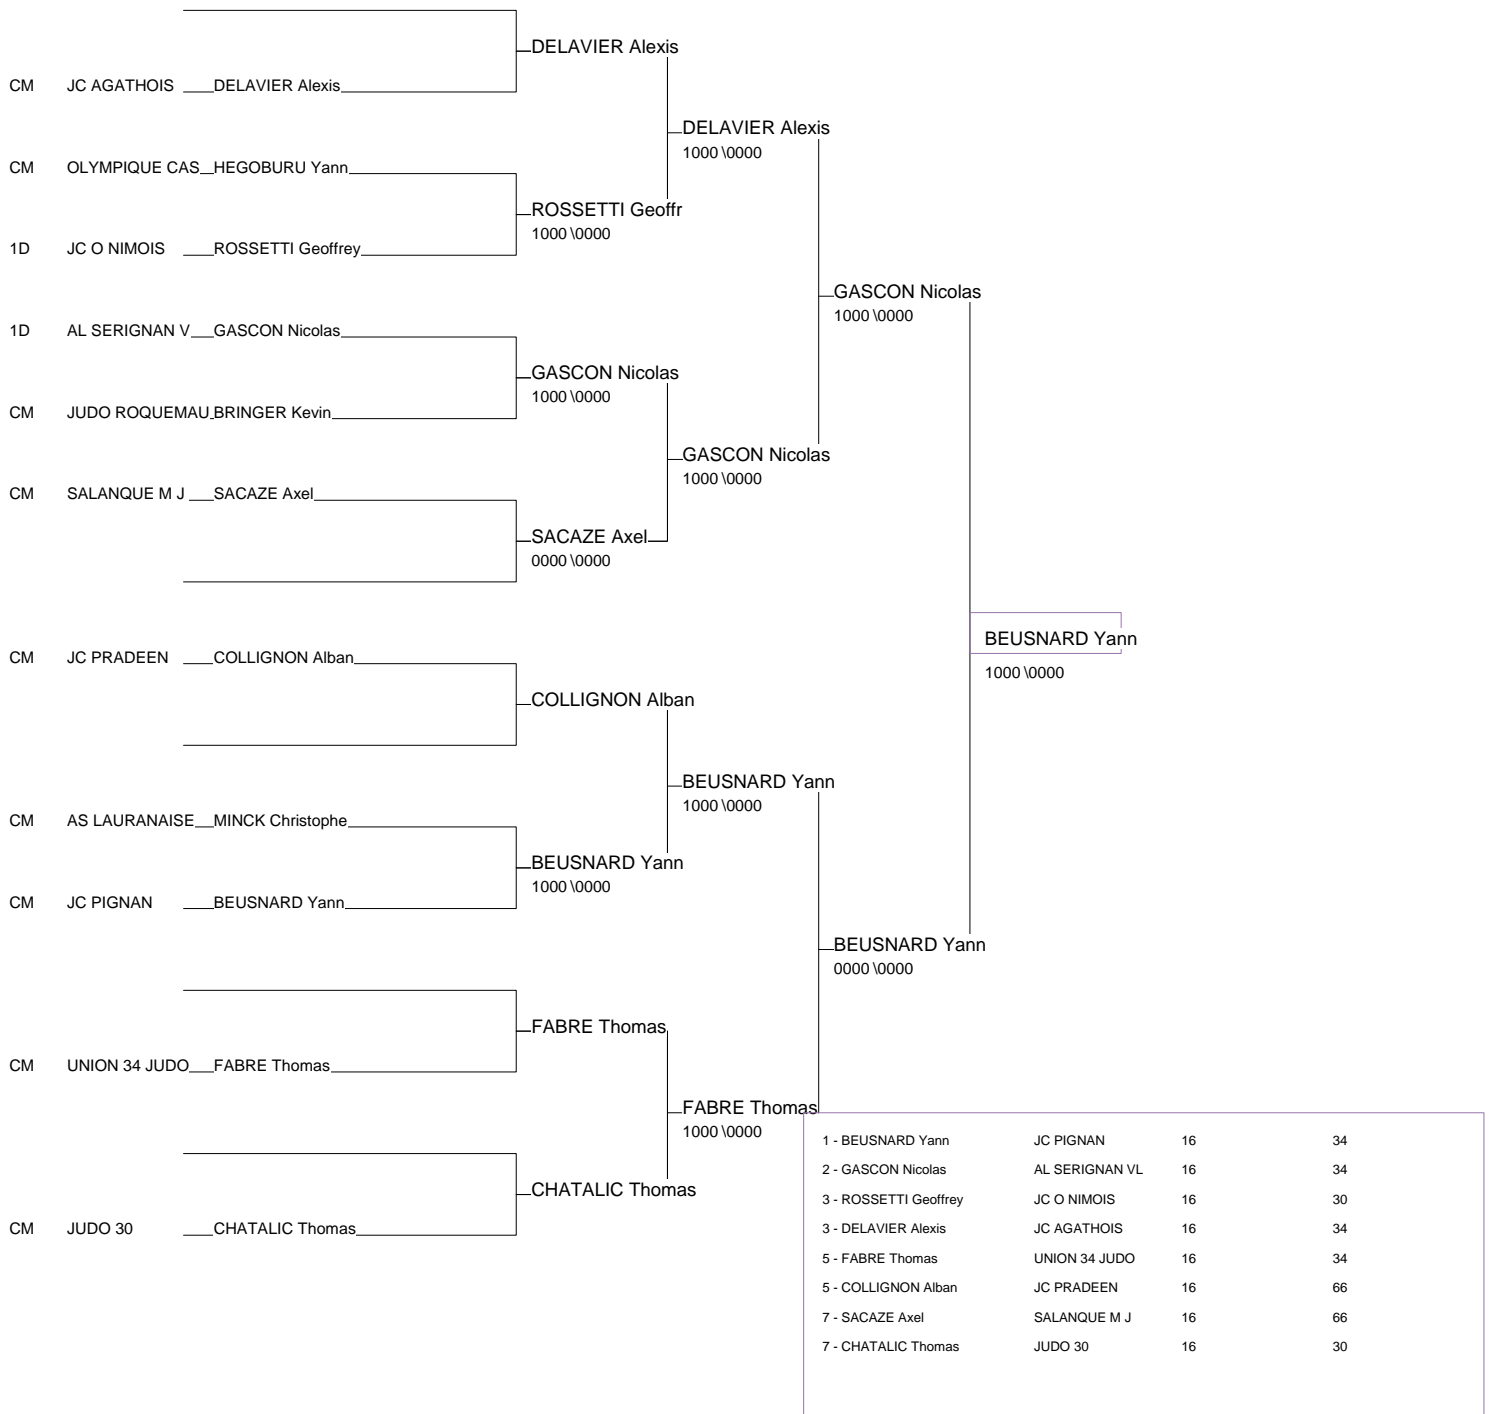 DELAVIER Alexis
CM JC AGATHOIS DELAVIER Alexis
DELAVIER Alexis
1000 \0000
CM OLYMPIQUE CAS HEGOBURU Yann
ROSSETTI Geoffr
1000 \0000
1D JC O NIMOIS ROSSETTI Geoffrey
GASCON Nicolas
1000 \0000
1D AL SERIGNAN V GASCON Nicolas
GASCON Nicolas
1000 \0000
CM JUDO ROQUEMAU BRINGER Kevin
GASCON Nicolas
1000 \0000
CM SALANQUE M J SACAZE Axel
SACAZE Axel
0000 \0000
BEUSNARD Yann
1000 \0000
CM JC PRADEEN COLLIGNON Alban
COLLIGNON Alban
BEUSNARD Yann
1000 \0000
CM AS LAURANAISE MINCK Christophe
BEUSNARD Yann
1000 \0000
CM JC PIGNAN BEUSNARD Yann
BEUSNARD Yann
0000 \0000
FABRE Thomas
CM UNION 34 JUDO FABRE Thomas
FABRE Thomas
1000 \0000
CHATALIC Thomas
CM JUDO 30 CHATALIC Thomas
1 - BEUSNARD Yann JC PIGNAN 16 34
2 - GASCON Nicolas AL SERIGNAN VL 16 34
3 - ROSSETTI Geoffrey JC O NIMOIS 16 30
3 - DELAVIER Alexis JC AGATHOIS 16 34
5 - FABRE Thomas UNION 34 JUDO 16 34
5 - COLLIGNON Alban JC PRADEEN 16 66
7 - SACAZE Axel SALANQUE M J 16 66
7 - CHATALIC Thomas JUDO 30 16 30